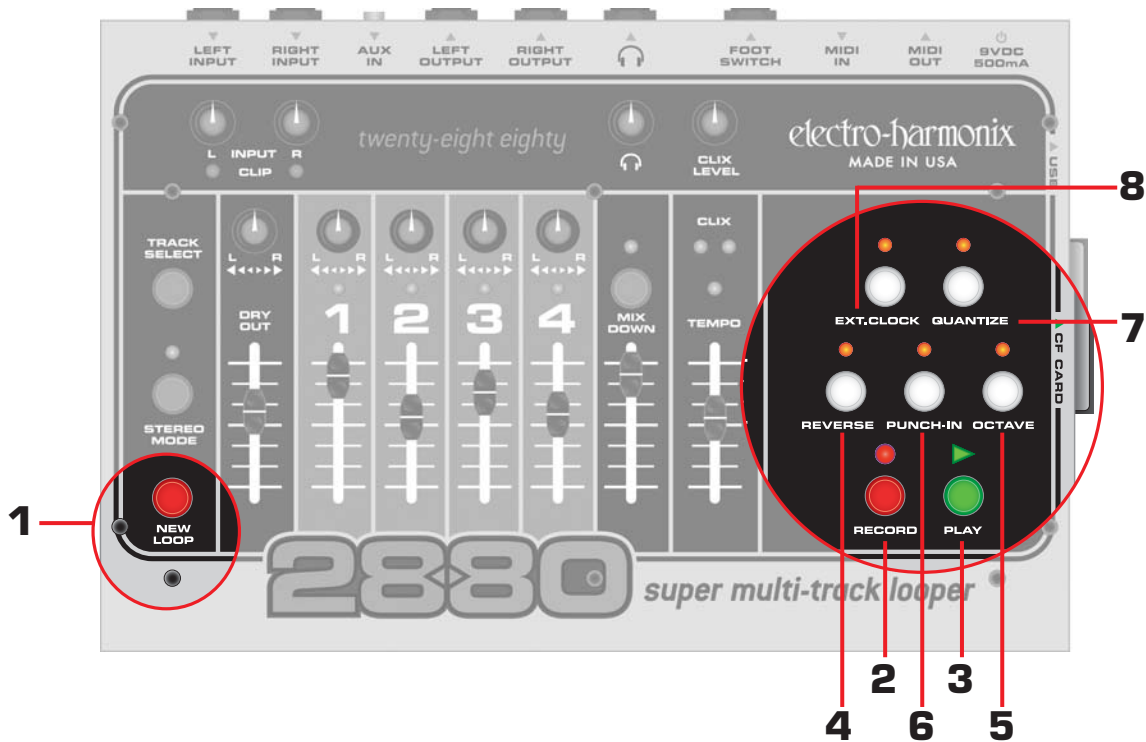 LEFT INPUT
RIGHT INPUT
AUX IN
LEFT OUTPUT
RIGHT OUTPUT
FOOT SWITCH
MIDI IN
MIDI OUT
9VDC 500mA
L INPUT R
CLIP
twenty-eight eighty
CLIX LEVEL
electro-harmonix
MADE IN USA
USB
8
TRACK SELECT
L R
L R
L R
L R
L R
CLIX
DRY OUT
1
2
3
4
MIX DOWN
TEMPO
EXT.CLOCK
QUANTIZE
7
CF CARD
STEREO MODE
REVERSE
PUNCH-IN
OCTAVE
1
NEW LOOP
RECORD
PLAY
2880
super multi-track looper
2
3
4
6
5